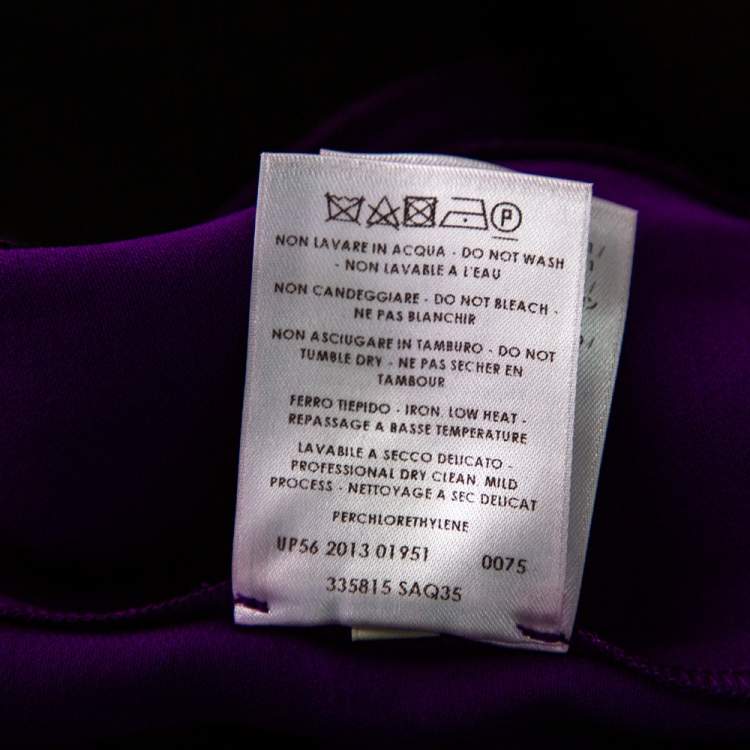 P
NON LAVARE IN ACQUA - DO NOT WASH
- NON LAVABLE A L'EAU
NON CANDEGGIARE - DO NOT BLEACH -
NE PAS BLANCHIR
NON ASCIUGARE IN TAMBURO - DO NOT
TUMBLE DRY - NE PAS SECHER EN
TAMBOUR
FERRO TIEPIDO - IRON, LOW HEAT -
REPASSAGE A BASSE TEMPERATURE
LAVABILE A SECCO DELICATO -
PROFESSIONAL DRY CLEAN, MILD
PROCESS - NETTOYAGE A SEC DELICAT
PERCHLORETHYLENE
UP56 2013 01951 0075
335815 SAQ35